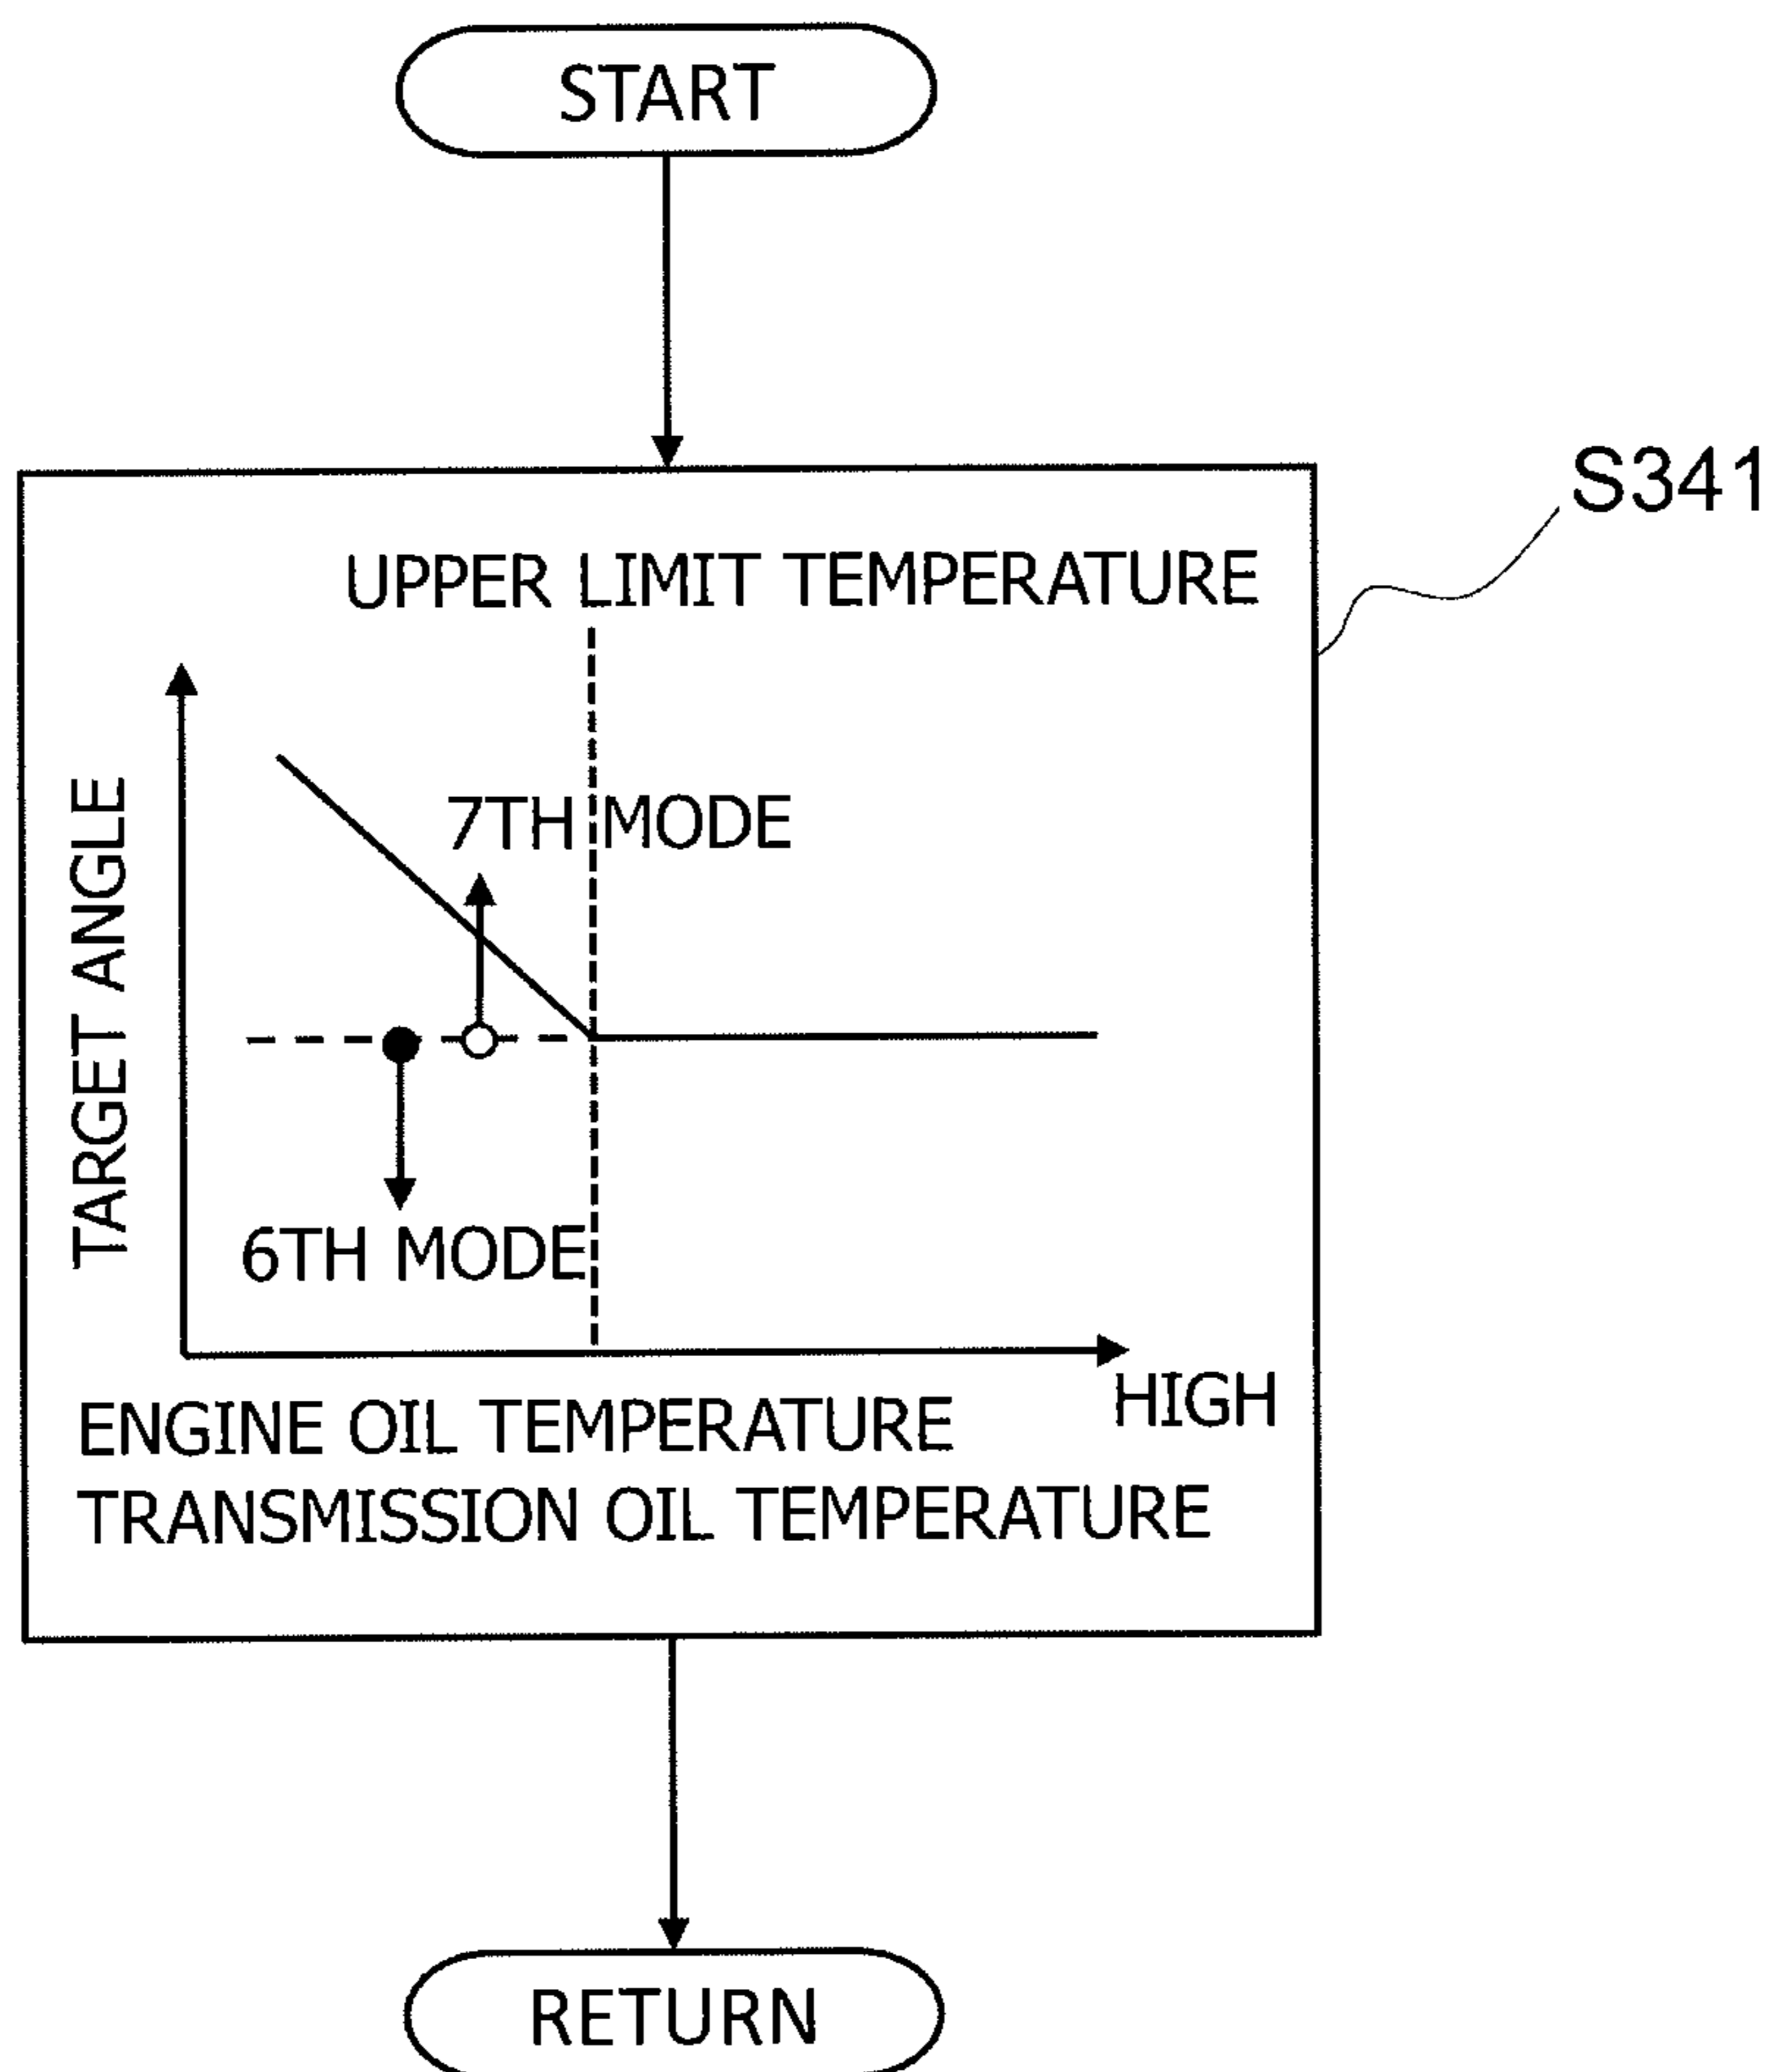 START
S341
UPPER LIMIT TEMPERATURE
7TH MODE
TARGET ANGLE
6TH MODE
HIGH
ENGINE OIL TEMPERATURE
TRANSMISSION OIL TEMPERATURE
RETURN